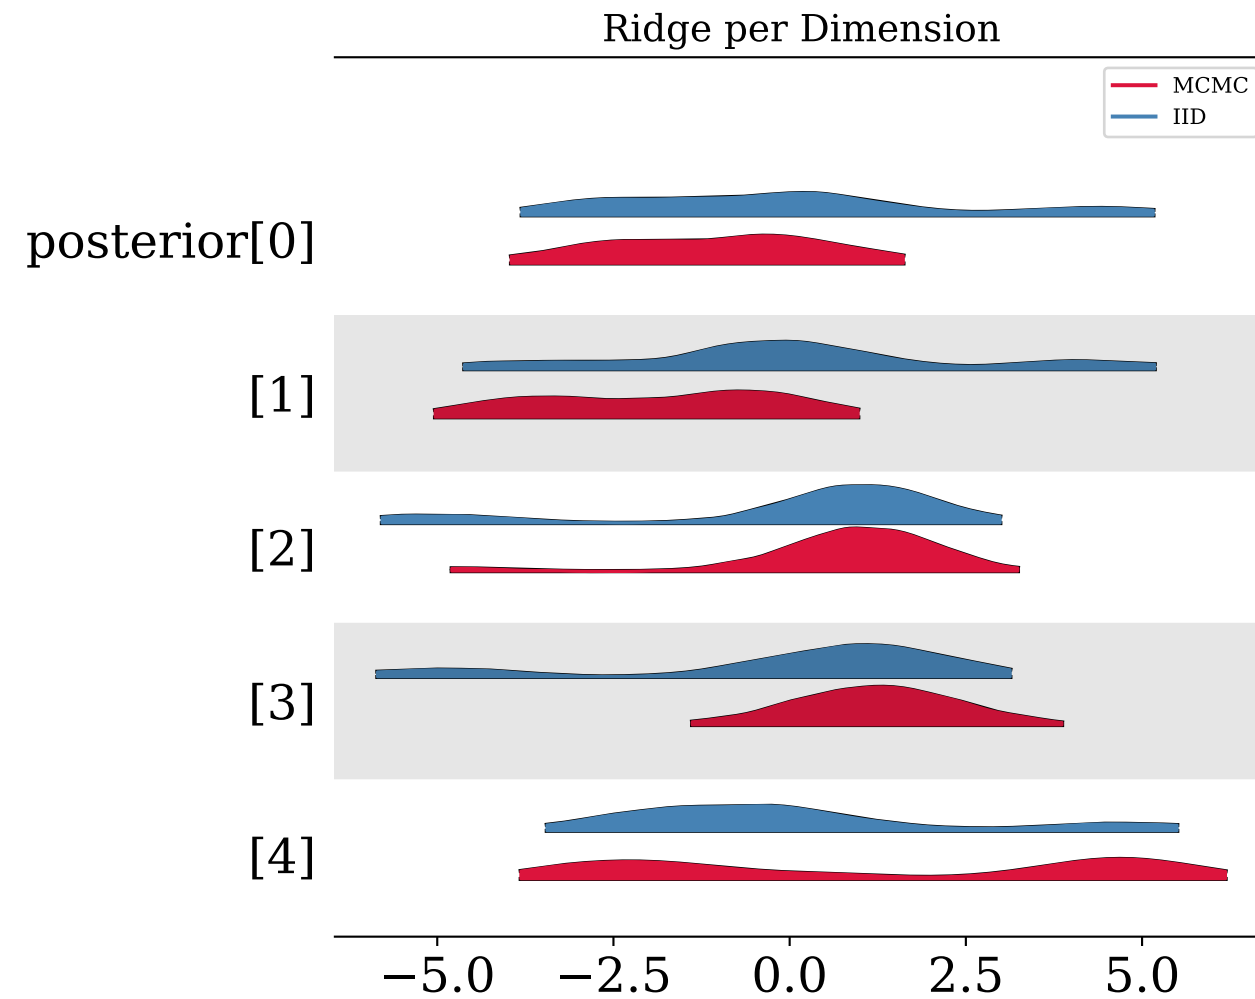 Ridge per Dimension
MCMC
IID
posterior[0]
[1]
[2]
[3]
[4]
−5.0 −2.5 0.0 2.5 5.0